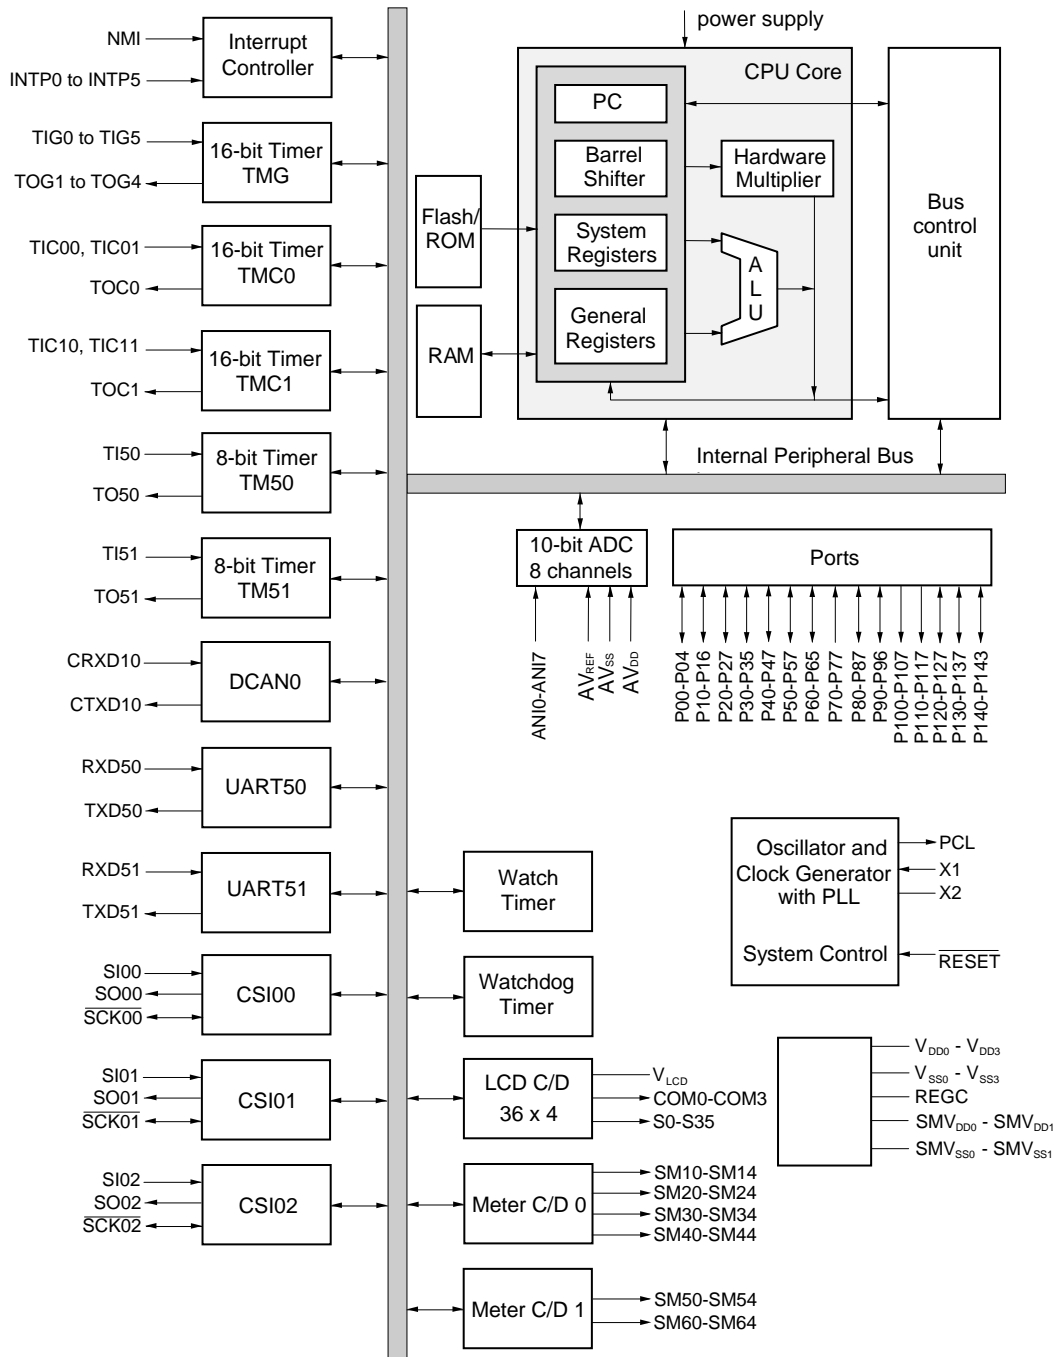 power supply
NMI
INTP0 to INTP5
Interrupt
Controller
TIG0 to TIG5
TOG1 to TOG4
16-bit Timer
TMG
TIC00, TIC01
TOC0
16-bit Timer
TMC0
TIC10, TIC11
TOC1
16-bit Timer
TMC1
TI50
TO50
8-bit Timer
TM50
TI51
TO51
8-bit Timer
TM51
CRXD10
CTXD10
DCAN0
RXD50
TXD50
UART50
RXD51
TXD51
UART51
SI00
SO00
SCK00
CSI00
SI01
SO01
SCK01
CSI01
SI02
SO02
SCK02
CSI02
Flash/
ROM
RAM
CPU Core
PC
Barrel
Shifter
System
Registers
General
Registers
Hardware
Multiplier
ALU
Bus
control
unit
Internal Peripheral Bus
10-bit ADC
8 channels
ANI0-ANI7
AVREF
AVSS
AVDD
Ports
P00-P04
P10-P16
P20-P27
P30-P35
P40-P47
P50-P57
P60-P65
P70-P77
P80-P87
P90-P96
P100-P107
P110-P117
P120-P127
P130-P137
P140-P143
Watch
Timer
Watchdog
Timer
LCD C/D
36 x 4
VLCD
COM0-COM3
S0-S35
Meter C/D 0
SM10-SM14
SM20-SM24
SM30-SM34
SM40-SM44
Meter C/D 1
SM50-SM54
SM60-SM64
Oscillator and
Clock Generator
with PLL
System Control
PCL
X1
X2
RESET
VDD0 - VDD3
VSS0 - VSS3
REGC
SMVDD0 - SMVDD1
SMVSS0 - SMVSS1